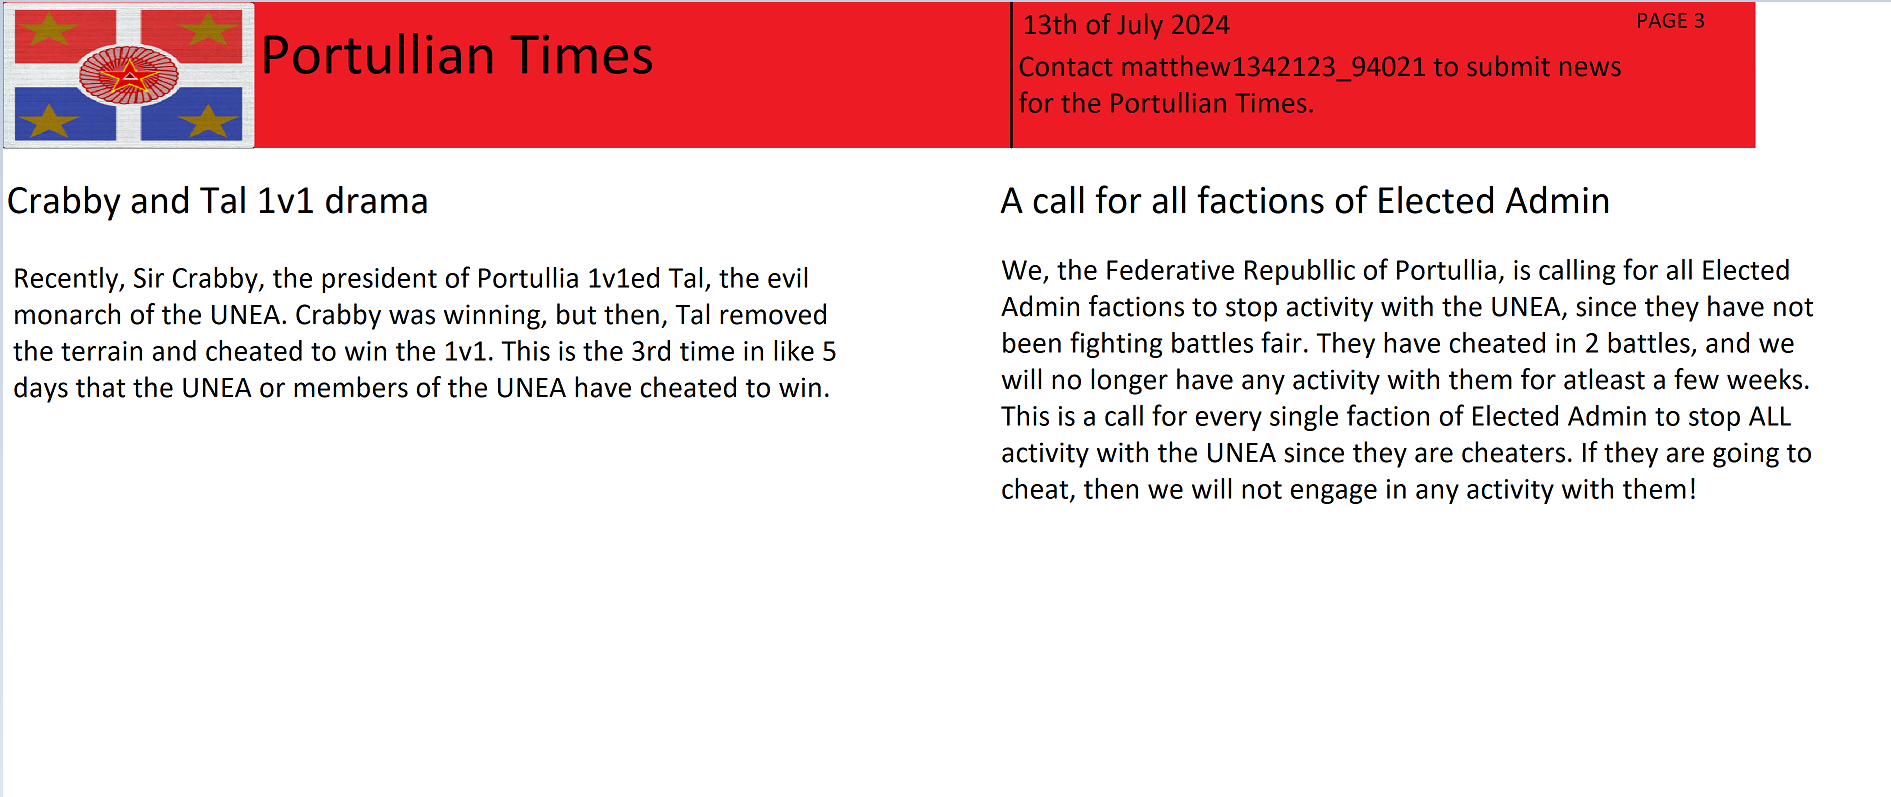 Portullian Times
13th of July 2024
PAGE 3
Contact matthew1342123_94021 to submit news
for the Portullian Times.
Crabby and Tal 1v1 drama
Recently, Sir Crabby, the president of Portullia 1v1ed Tal, the evil
monarch of the UNEA. Crabby was winning, but then, Tal removed
the terrain and cheated to win the 1v1. This is the 3rd time in like 5
days that the UNEA or members of the UNEA have cheated to win.
A call for all factions of Elected Admin
We, the Federative Republlic of Portullia, is calling for all Elected
Admin factions to stop activity with the UNEA, since they have not
been fighting battles fair. They have cheated in 2 battles, and we
will no longer have any activity with them for atleast a few weeks.
This is a call for every single faction of Elected Admin to stop ALL
activity with the UNEA since they are cheaters. If they are going to
cheat, then we will not engage in any activity with them!